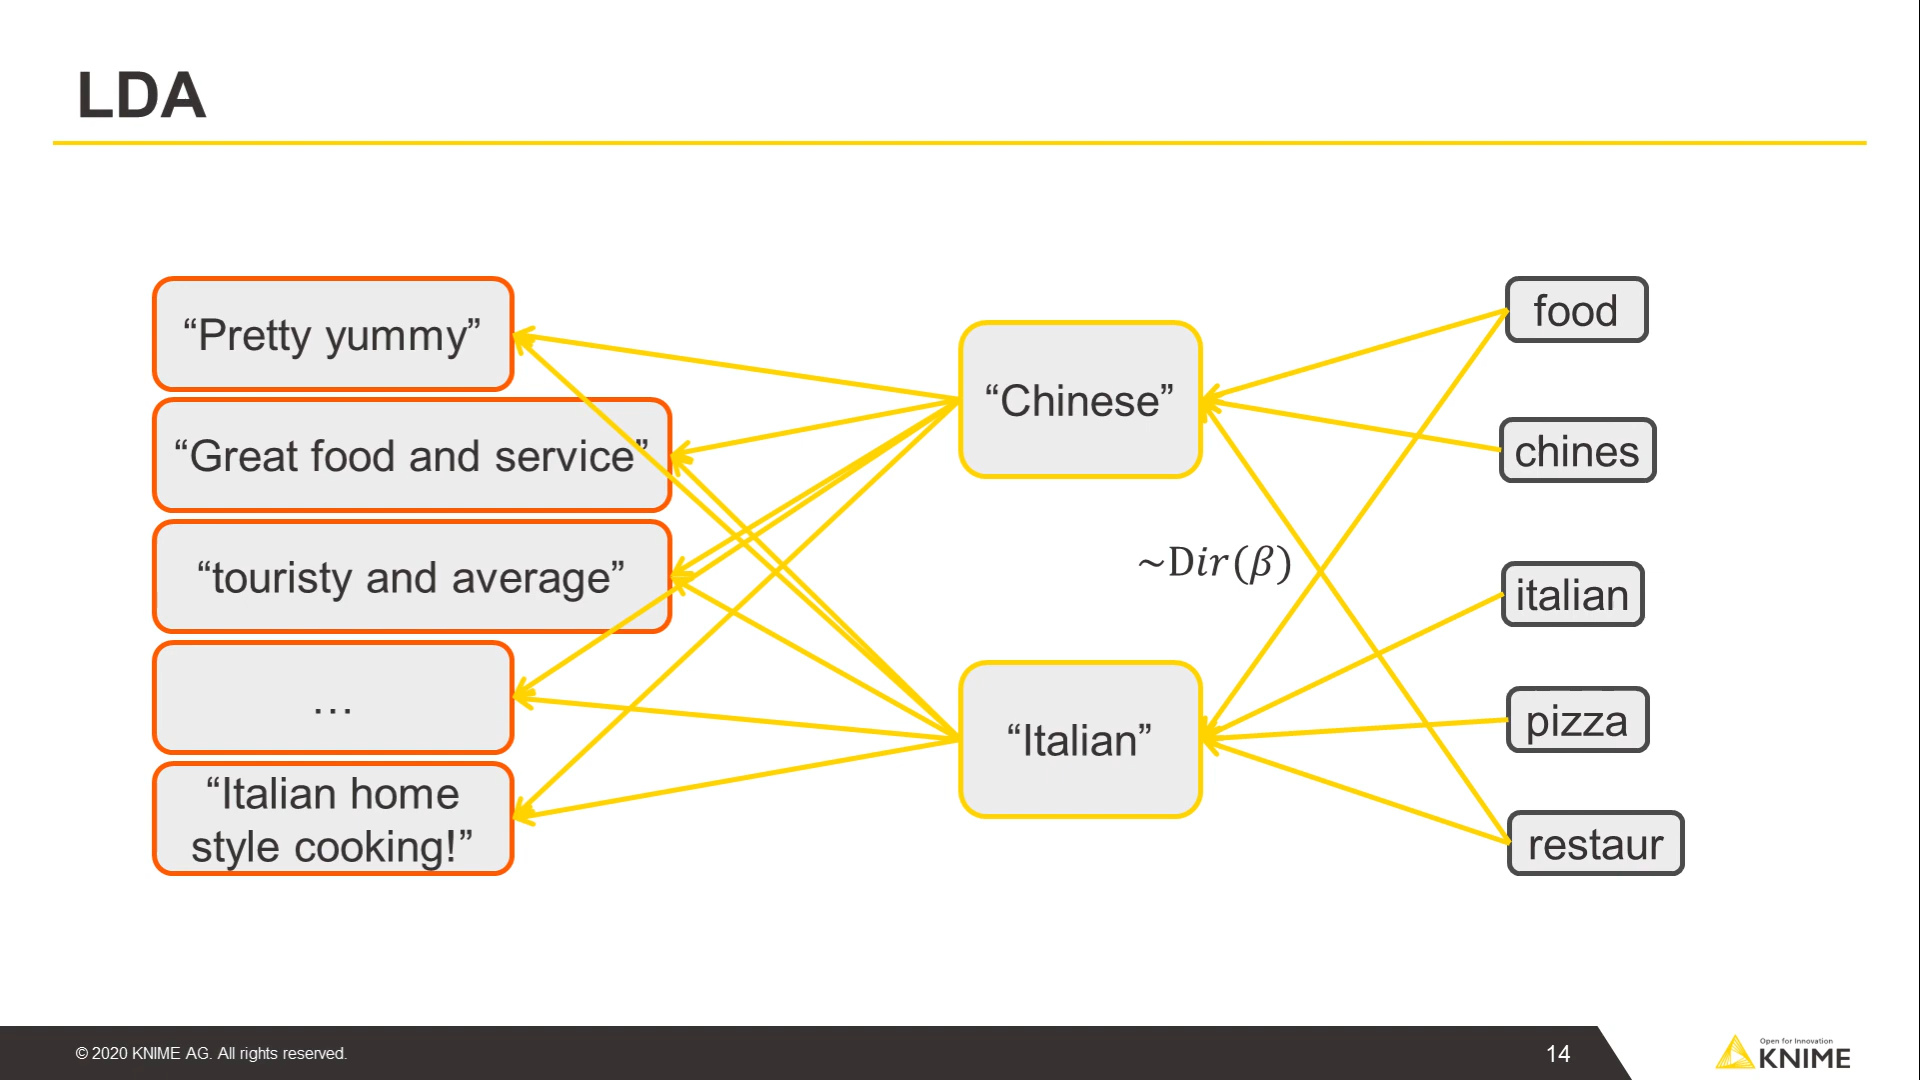 LDA
“Pretty yummy”
“Great food and service”
“touristy and average”
…
“Italian home
style cooking!”
“Chinese”
~Dir(β)
“Italian”
food
chines
italian
pizza
restaur
© 2020 KNIME AG. All rights reserved.
14
Open for Innovation
KNIME